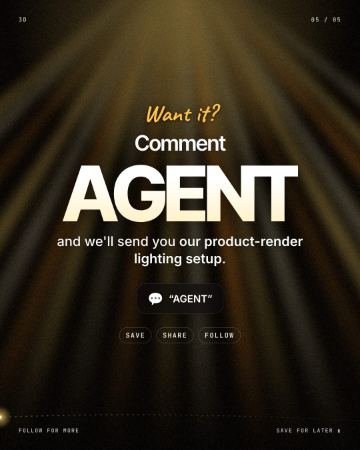 3D
05 / 05
Want it?
Comment
AGENT
and we'll send you our product-render
lighting setup.
“AGENT”
SAVE
SHARE
FOLLOW
FOLLOW FOR MORE
SAVE FOR LATER